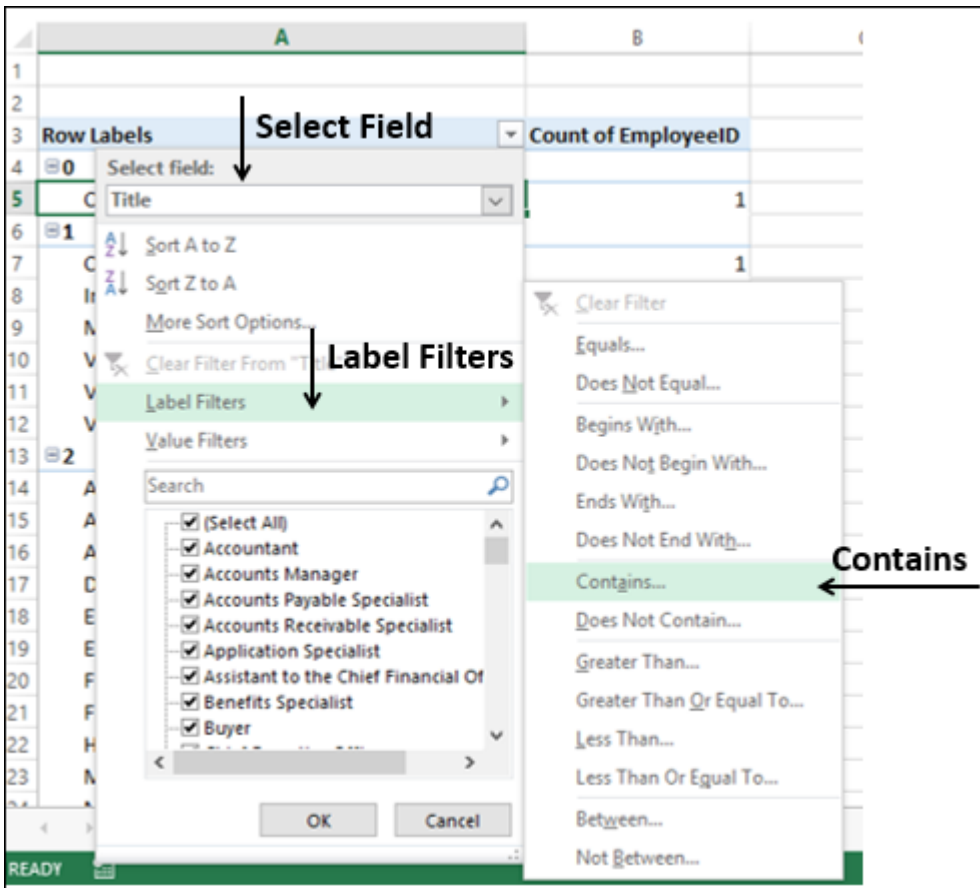 A B
1
2
3 Row Labels Select Field Count of EmployeeID
4 0 Select field:
5 C Title 1
6 1 Sort A to Z
7 C Sort Z to A 1
8 Clear Filter
9 More Sort Options...
Equals...
10 V Clear Filter From "Title Label Filters
Does Not Equal...
11 V Label Filters
12 V Begins With...
Value Filters
13 2 Does Not Begin With...
14 A Search
Ends With...
15 A (Select All)
Does Not End With...
16 A Accountant
Contains
17 D Accounts Manager
Contains...
18 E Accounts Payable Specialist
Does Not Contain...
19 E Accounts Receivable Specialist
20 F Application Specialist
Greater Than...
21 F Assistant to the Chief Financial Of
Greater Than Or Equal To...
22 H Benefits Specialist
Less Than...
23 Buyer
Less Than Or Equal To...
OK Cancel
Between...
Not Between...
READY